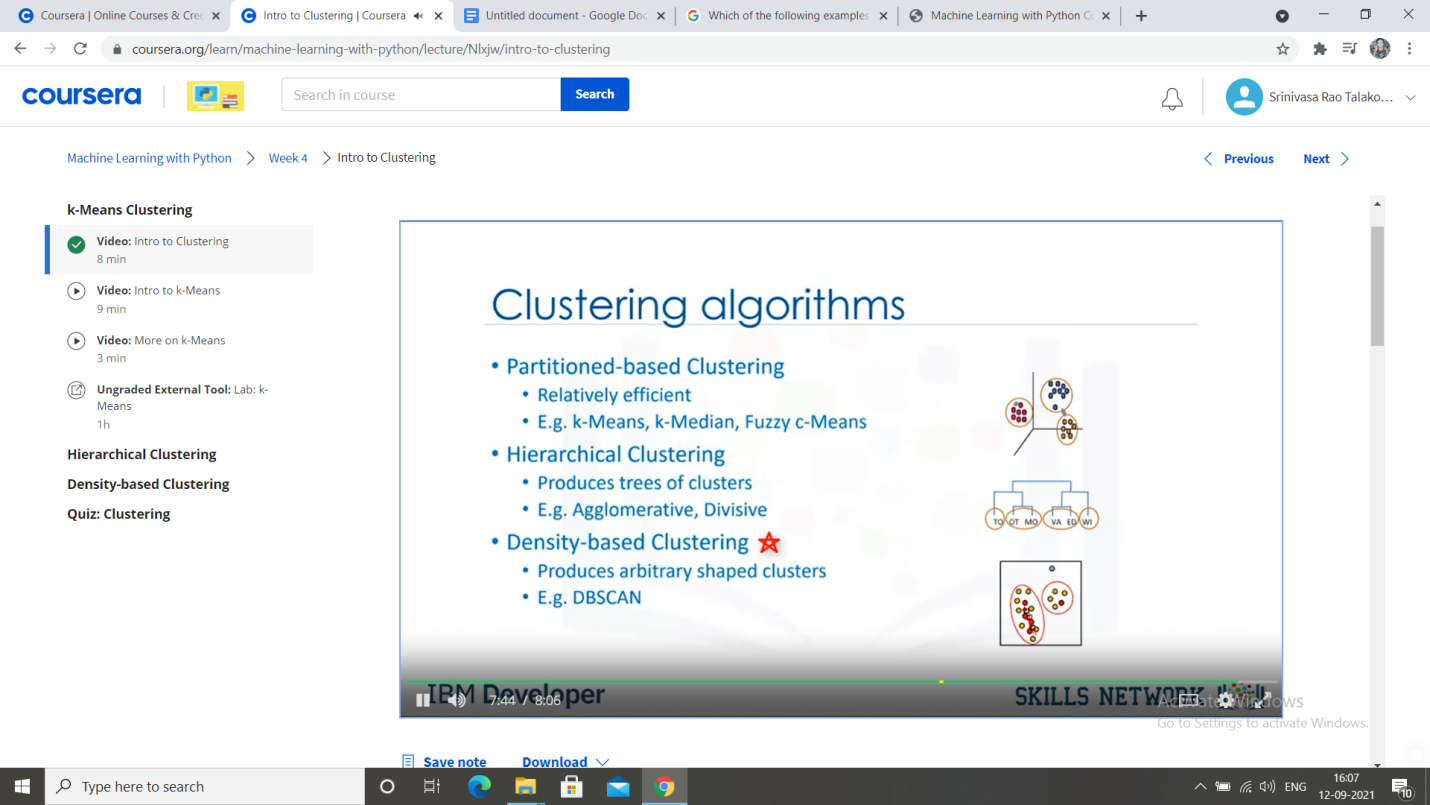 Coursera | Online Courses & Cre
Intro to Clustering | Coursera
Untitled document - Google Doc
Which of the following examples
Machine Learning with Python C
coursera.org/learn/machine-learning-with-python/lecture/Nlxjw/intro-to-clustering
coursera
Search in course
Search
Srinivasa Rao Talako...
Machine Learning with Python
Week 4
Intro to Clustering
Previous
Next
k-Means Clustering
Video: Intro to Clustering
8 min
Video: Intro to k-Means
9 min
Video: More on k-Means
3 min
Ungraded External Tool: Lab: k-
Means
1h
Hierarchical Clustering
Density-based Clustering
Quiz: Clustering
Clustering algorithms
• Partitioned-based Clustering
• Relatively efficient
• E.g. k-Means, k-Median, Fuzzy c-Means
• Hierarchical Clustering
• Produces trees of clusters
• E.g. Agglomerative, Divisive
• Density-based Clustering
• Produces arbitrary shaped clusters
• E.g. DBSCAN
TO OT MO VA ED WI
IBM Developer
SKILLS NETWORK
7:44 / 8:06
Activate Windows
Go to Settings to activate Windows.
Save note
Download
Type here to search
ENG
16:07
12-09-2021
10